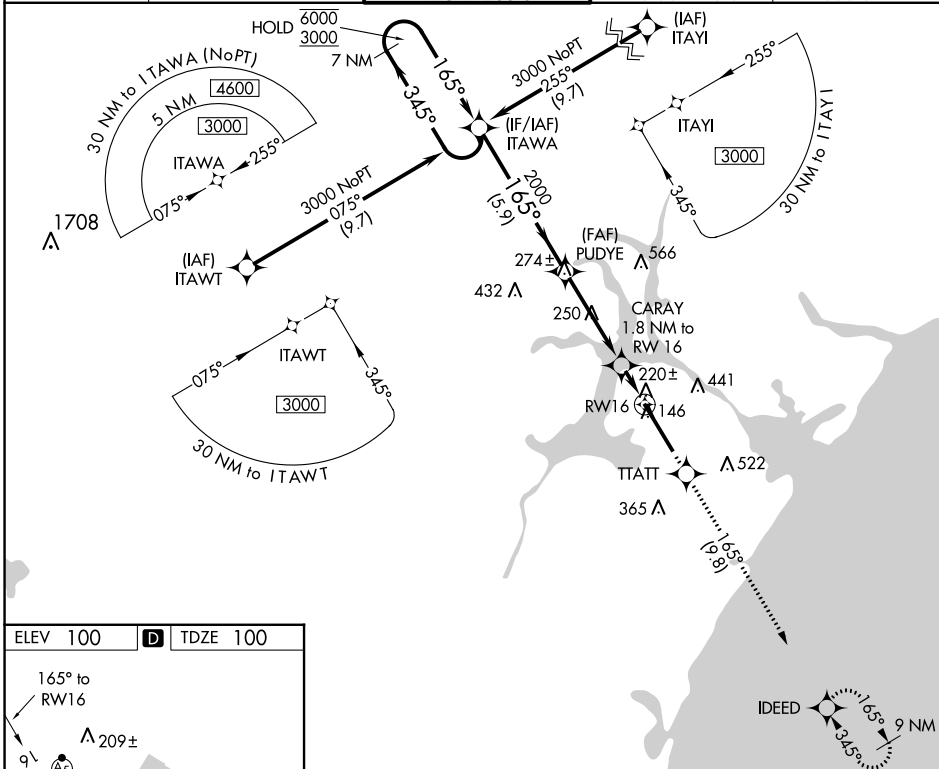 HOLD 6000
3000
7 NM
165°
345°
(IAF)
ITAYI
3000 NoPT
255°
(9.7)
30 NM to ITAWA (NoPT)
4600
5 NM
3000
ITAWA
075°
255°
1708
(IF/IAF)
ITAWA
3000 NoPT
075°
(9.7)
(IAF)
ITAWT
255°
ITAYI
3000
345°
30 NM to ITAYI
2000
165°
(5.9)
(FAF)
PUDYE
274±
566
432
250
CARAY
1.8 NM to
RW 16
220±
441
RW16
146
ITAWT
075°
345°
3000
30 NM to ITAWT
TTATT
522
365
165°
(9.8)
ELEV 100 D TDZE 100
165° to
RW16
209±
16
A5
IDEED
165°
345°
9 NM